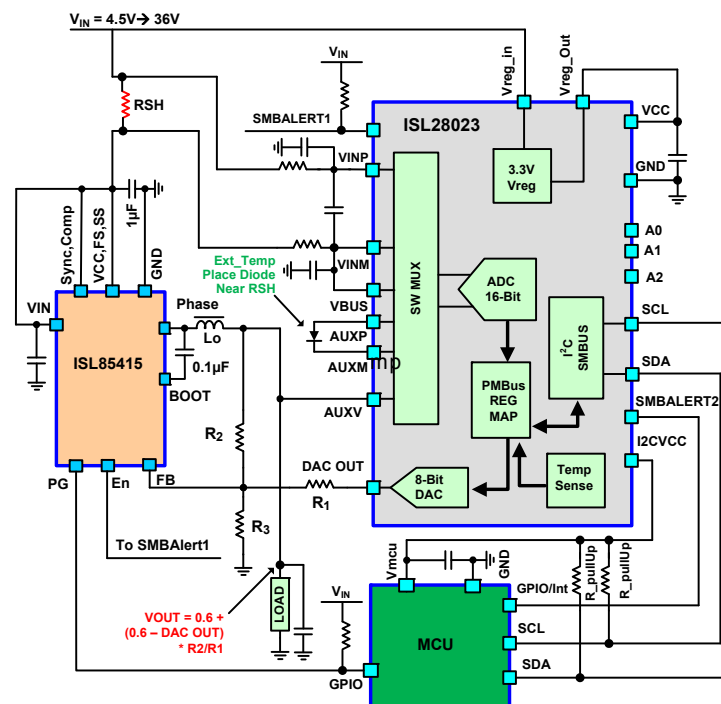 V_IN = 4.5V→ 36V
RSH
V_IN
SMBALERT1
ISL28023
Vreg_in
Vreg_Out
VCC
GND
3.3V
Vreg
A0
A1
A2
VINP
VINM
VBUS
AUXP
AUXM
mp
AUXV
SW MUX
ADC
16-Bit
I²C
SMBUS
SCL
SDA
SMBALERT2
I2CVCC
PMBus
REG
MAP
8-Bit
DAC
Temp
Sense
DAC OUT
R₁
Ext_Temp
Place Diode
Near RSH
Sync,Comp
VCC,FS,SS
1µF
GND
VIN
ISL85415
Phase
Lo
0.1µF
BOOT
R₂
R₃
PG
En
FB
To SMBAlert1
VOUT = 0.6 +
(0.6 – DAC OUT)
* R2/R1
LOAD
V_IN
GPIO
MCU
Vmcu
GND
GPIO/Int
SCL
SDA
R_pullUp
R_pullUp